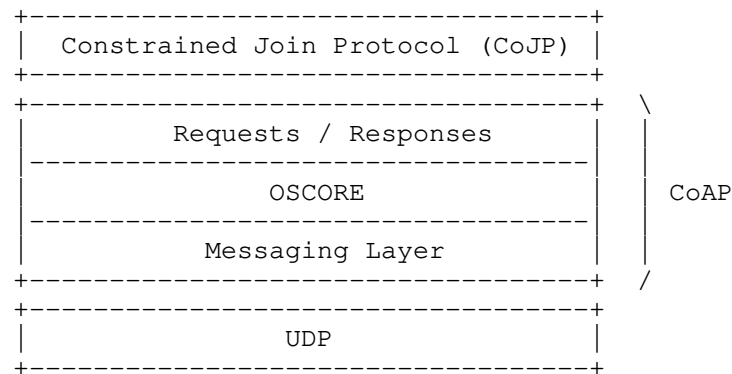 Constrained Join Protocol (CoJP)
Requests / Responses
OSCORE
CoAP
Messaging Layer
UDP